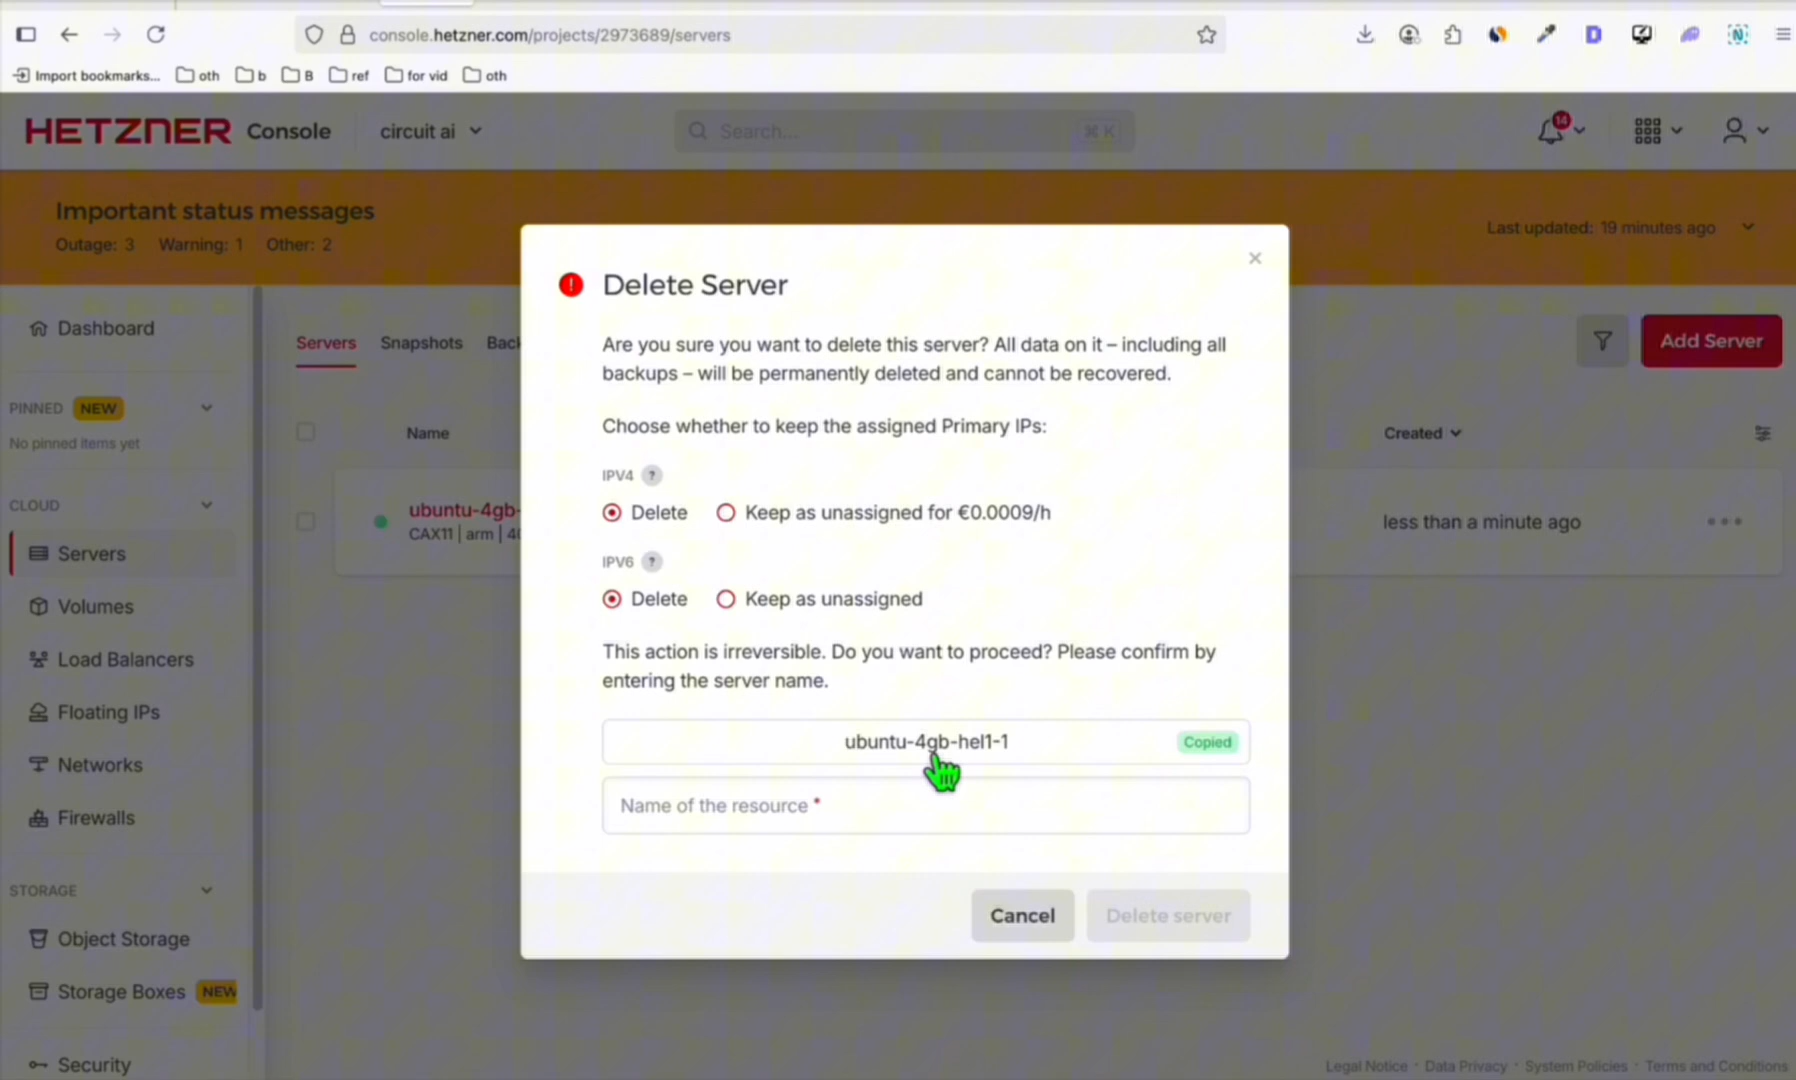 console.hetzner.com/projects/2973689/servers
Import bookmarks...
oth
b
B
ref
for vid
oth
HETZNER Console
circuit ai
Search...
⌘ K
14
Important status messages
Outage: 3 Warning: 1 Other: 2
Last updated: 19 minutes ago
Dashboard
PINNED NEW
No pinned items yet
CLOUD
Servers
Volumes
Load Balancers
Floating IPs
Networks
Firewalls
STORAGE
Object Storage
Storage Boxes NEW
Security
Servers Snapshots Back
Add Server
Name
Created
ubuntu-4gb-
CAX11 | arm | 40
less than a minute ago
Delete Server
Are you sure you want to delete this server? All data on it – including all
backups – will be permanently deleted and cannot be recovered.
Choose whether to keep the assigned Primary IPs:
IPV4 ?
Delete Keep as unassigned for €0.0009/h
IPV6 ?
Delete Keep as unassigned
This action is irreversible. Do you want to proceed? Please confirm by
entering the server name.
ubuntu-4gb-hel1-1 Copied
Name of the resource *
Cancel Delete server
Legal Notice · Data Privacy · System Policies · Terms and Conditions